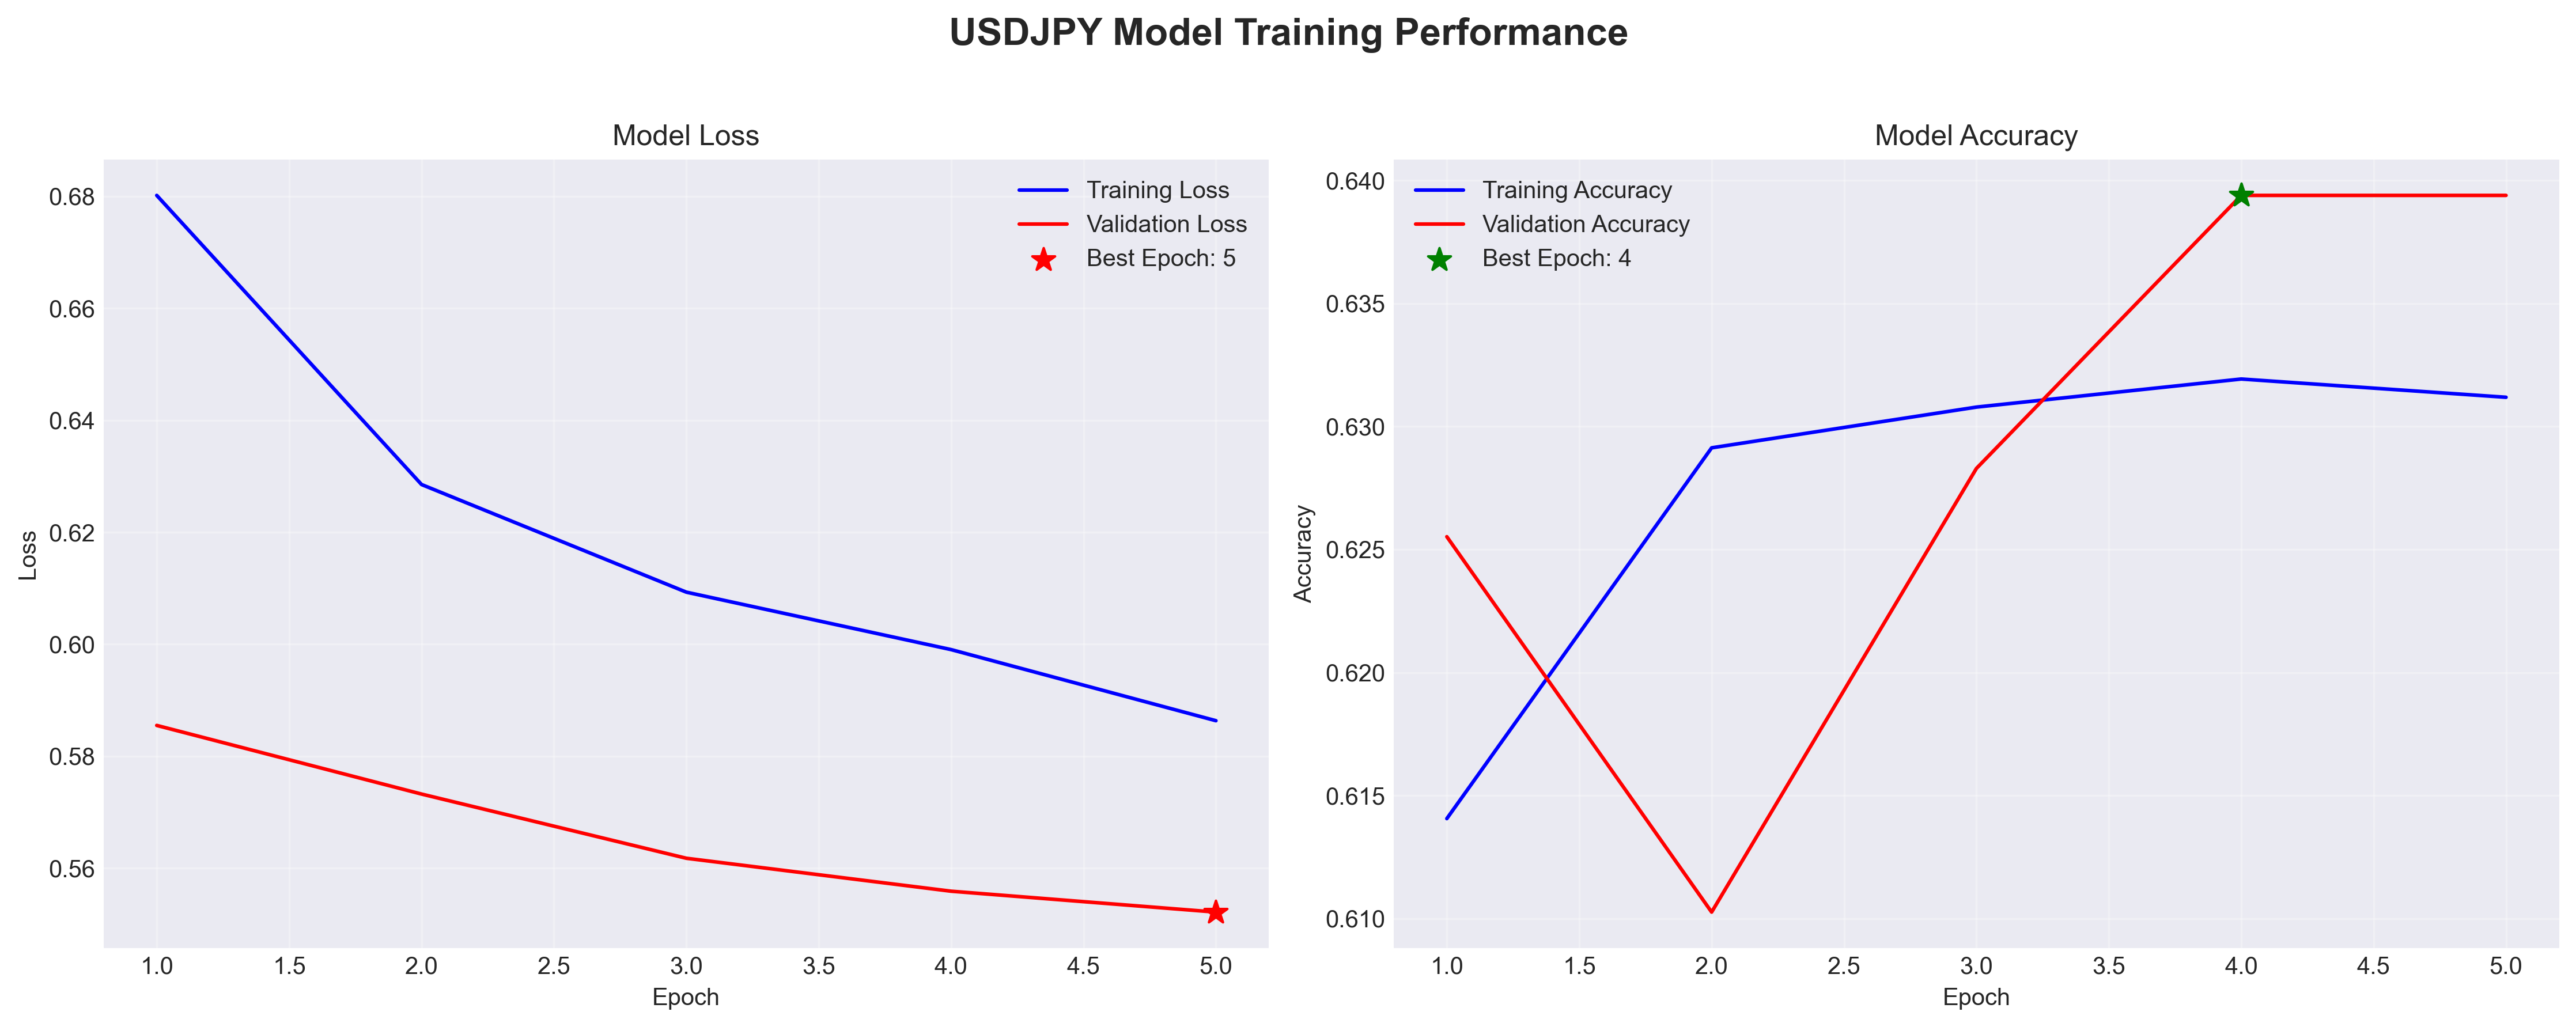 USDJPY Model Training Performance
Model Loss
Training Loss
Validation Loss
Best Epoch: 5
0.68
0.66
0.64
0.62
0.60
0.58
0.56
Loss
1.0 1.5 2.0 2.5 3.0 3.5 4.0 4.5 5.0
Epoch
Model Accuracy
Training Accuracy
Validation Accuracy
Best Epoch: 4
0.640
0.635
0.630
0.625
0.620
0.615
0.610
Accuracy
1.0 1.5 2.0 2.5 3.0 3.5 4.0 4.5 5.0
Epoch